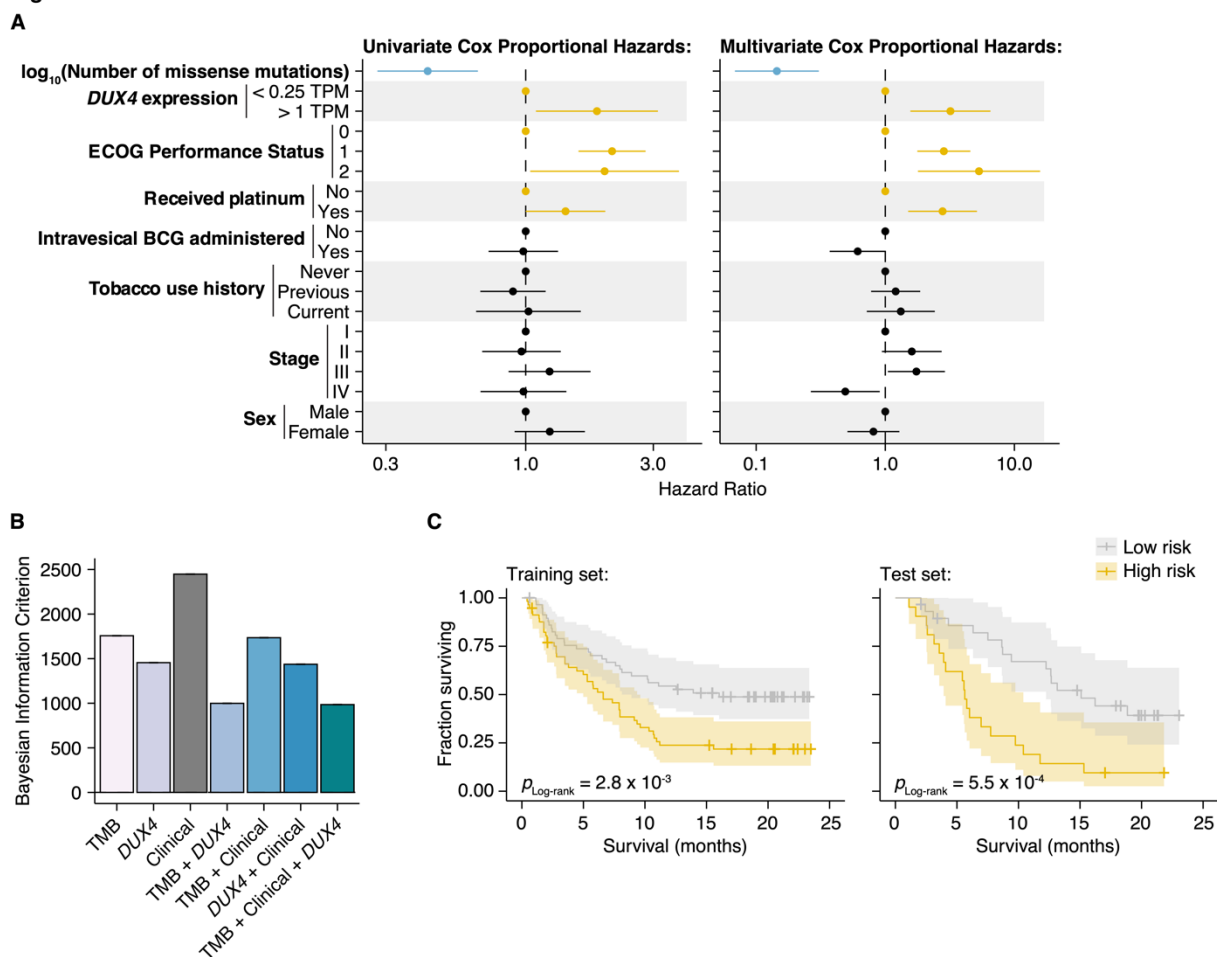 A
Univariate Cox Proportional Hazards:
Multivariate Cox Proportional Hazards:
log₁₀(Number of missense mutations)
DUX4 expression
< 0.25 TPM
> 1 TPM
ECOG Performance Status
0
1
2
Received platinum
No
Yes
Intravesical BCG administered
No
Yes
Tobacco use history
Never
Previous
Current
Stage
I
II
III
IV
Sex
Male
Female
0.3 1.0 3.0
0.1 1.0 10.0
Hazard Ratio
B
Bayesian Information Criterion
2500
2000
1500
1000
500
0
TMB
DUX4
Clinical
TMB + DUX4
TMB + Clinical
DUX4 + Clinical
TMB + Clinical + DUX4
C
Low risk
High risk
Training set:
Test set:
Fraction surviving
1.00
0.75
0.50
0.25
0.00
p Log-rank = 2.8 x 10⁻³
p Log-rank = 5.5 x 10⁻⁴
0 5 10 15 20 25
0 5 10 15 20 25
Survival (months)
Survival (months)